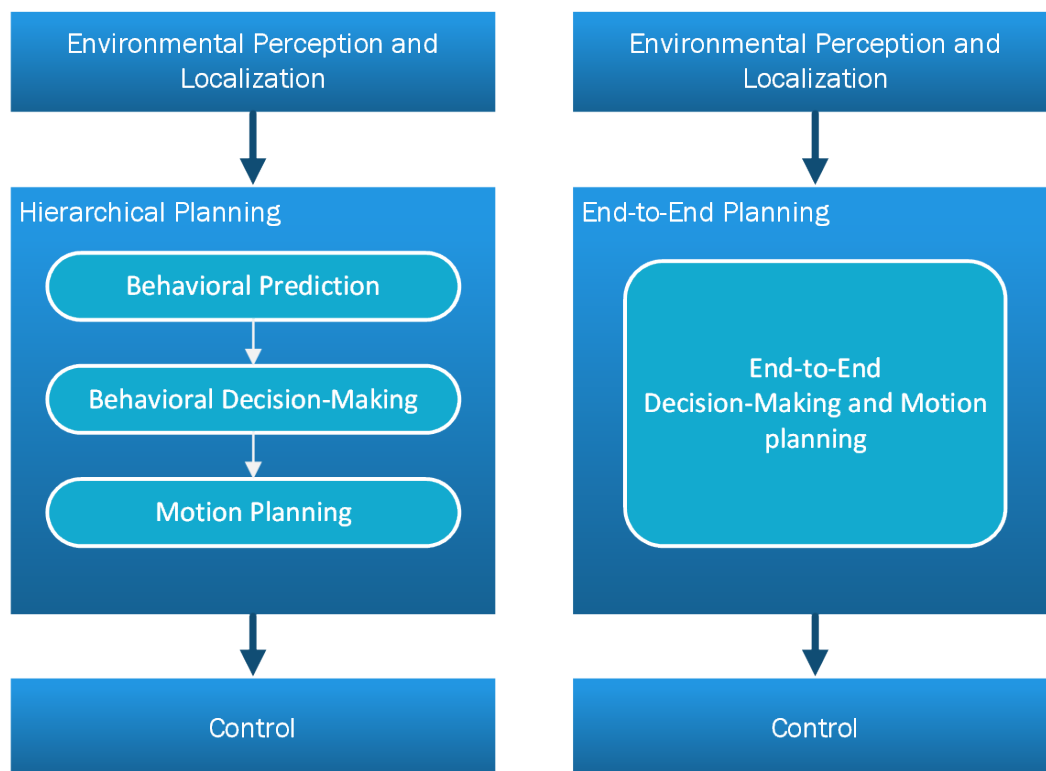 Environmental Perception and
Localization
Hierarchical Planning
Behavioral Prediction
Behavioral Decision-Making
Motion Planning
Control
Environmental Perception and
Localization
End-to-End Planning
End-to-End
Decision-Making and Motion
planning
Control